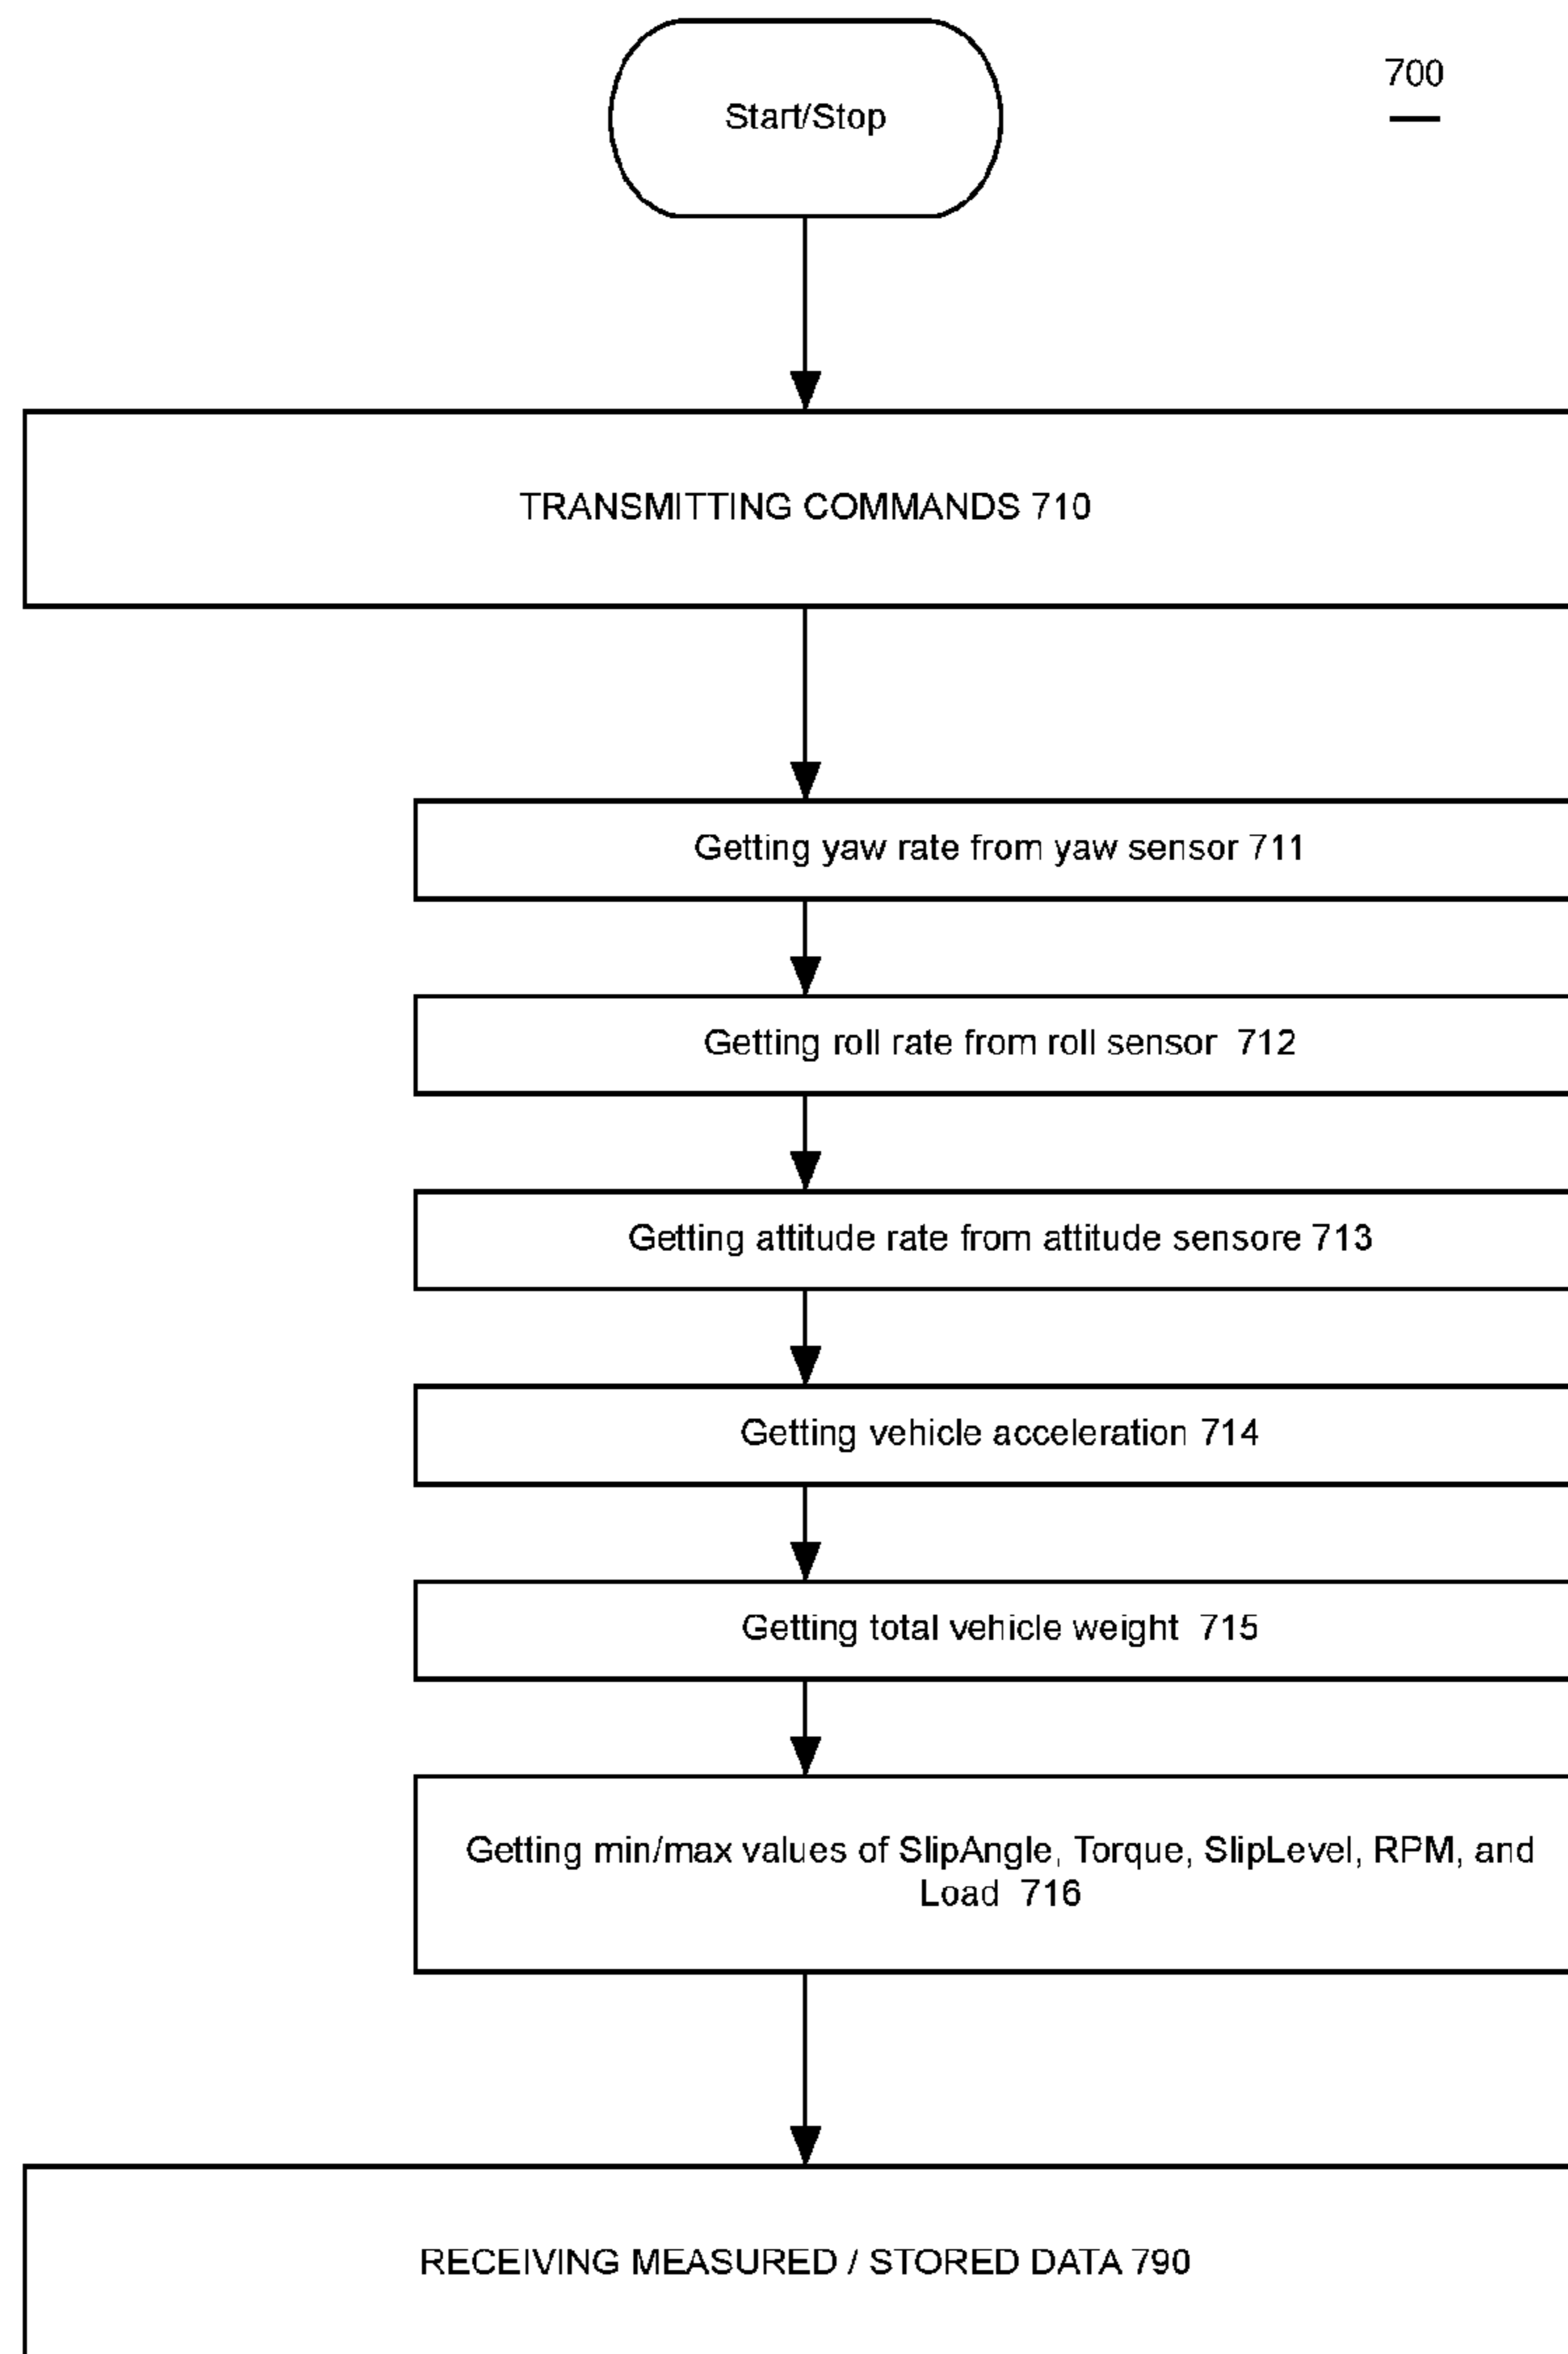 Start/Stop
700
TRANSMITTING COMMANDS 710
Getting yaw rate from yaw sensor 711
Getting roll rate from roll sensor 712
Getting attitude rate from attitude sensore 713
Getting vehicle acceleration 714
Getting total vehicle weight 715
Getting min/max values of SlipAngle, Torque, SlipLevel, RPM, and
Load 716
RECEIVING MEASURED / STORED DATA 790